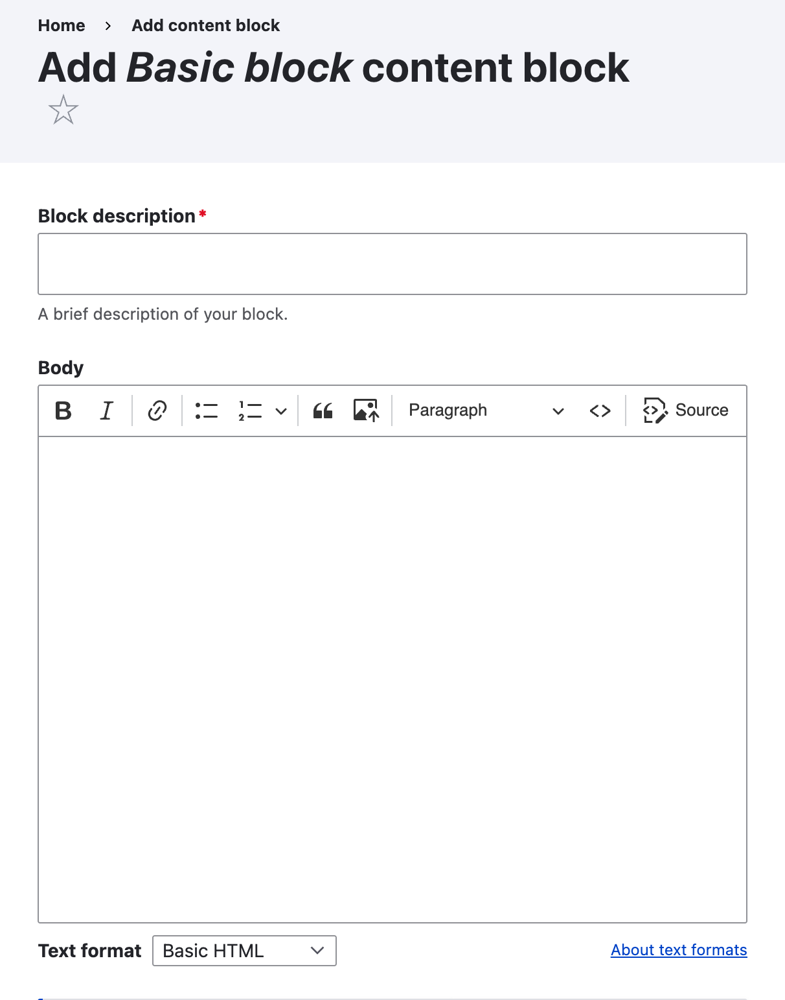 Home > Add content block
Add Basic block content block
Block description*
A brief description of your block.
Body
B I Paragraph Source
Text format Basic HTML About text formats